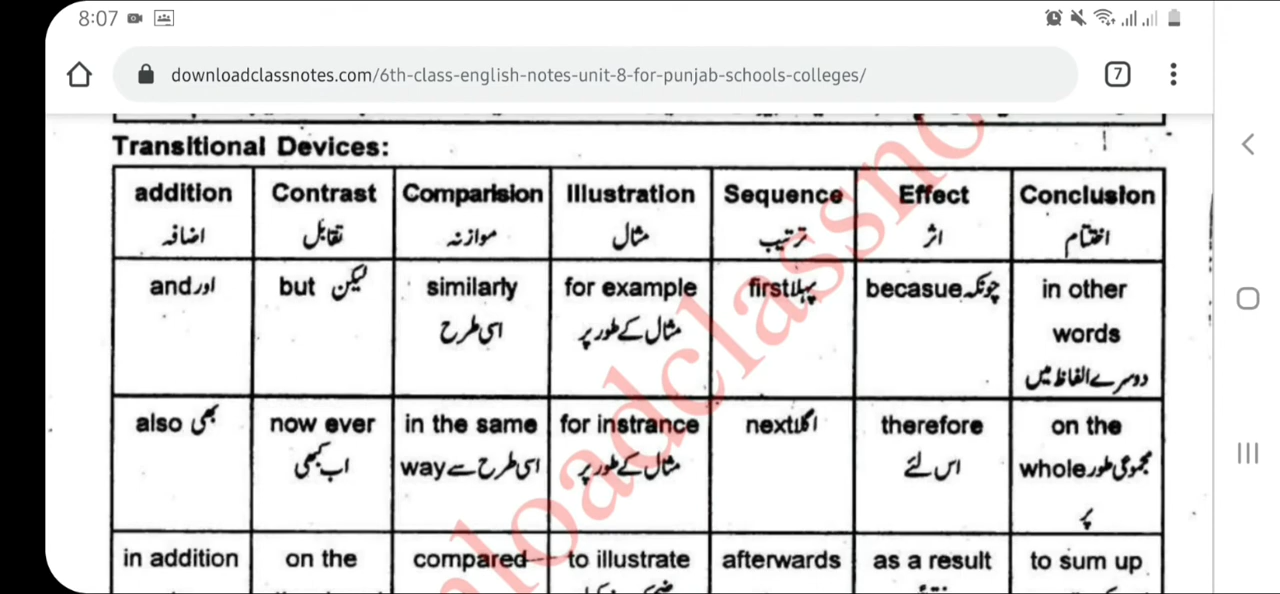 8:07
downloadclassnotes.com/6th-class-english-notes-unit-8-for-punjab-schools-colleges/
7
Transitional Devices:
addition Contrast Comparision Illustration Sequence Effect Conclusion
اضافہ تقابل موازنہ مثال ترتیب اثر اختتام
and اور but لیکن similarly for example first پہلا becasue چونکہ in other
اسی طرح مثال کے طور پر words
دوسرے الفاظ میں
also بھی now ever in the same for instrance next اگلا therefore on the
اب کبھی way اسی طرح سے مثال کے طور پر اس لئے whole مجموعی طور
پر
in addition on the compared to illustrate afterwards as a result to sum up
nloadclassno